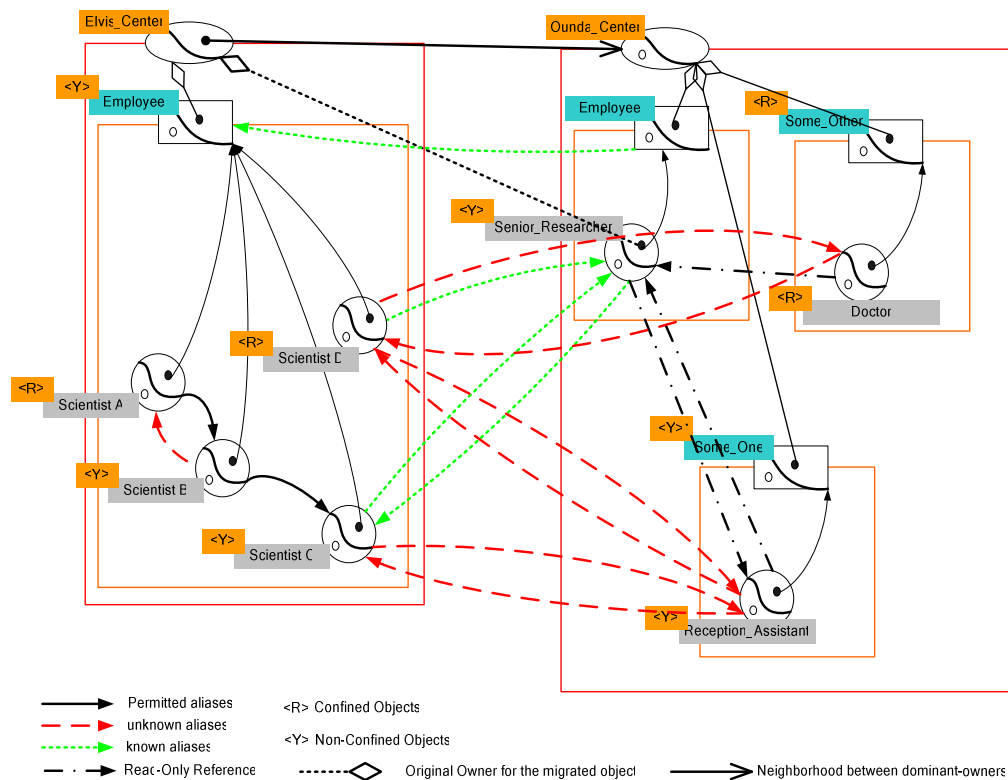 Elvis_Center
Ounda_Center
<Y>
Employee
Employee
<R>
Some_Other
<Y>
Senior_Researcher
<R>
Doctor
<R>
Scientist D
<R>
Scientist A
<Y>
Some_One
<Y>
Scientist B
<Y>
Scientist C
<Y>
Reception_Assistant
Permitted aliases
<R> Confined Objects
unknown aliases
known aliases
<Y> Non-Confined Objects
Read-Only Reference
Original Owner for the migrated object
Neighborhood between dominant-owners